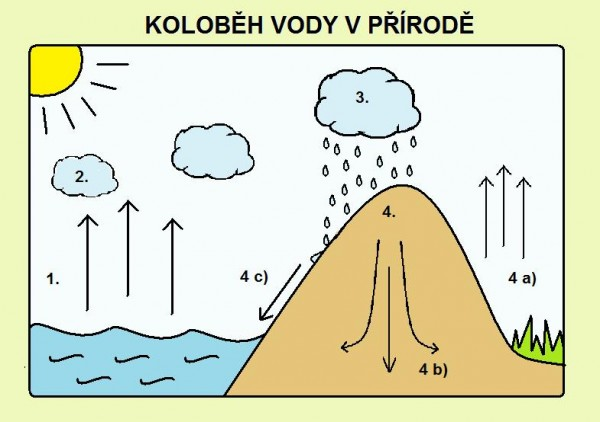 KOLOBĚH VODY V PŘÍRODĚ
3.
2.
4.
1.
4 c)
4 a)
4 b)